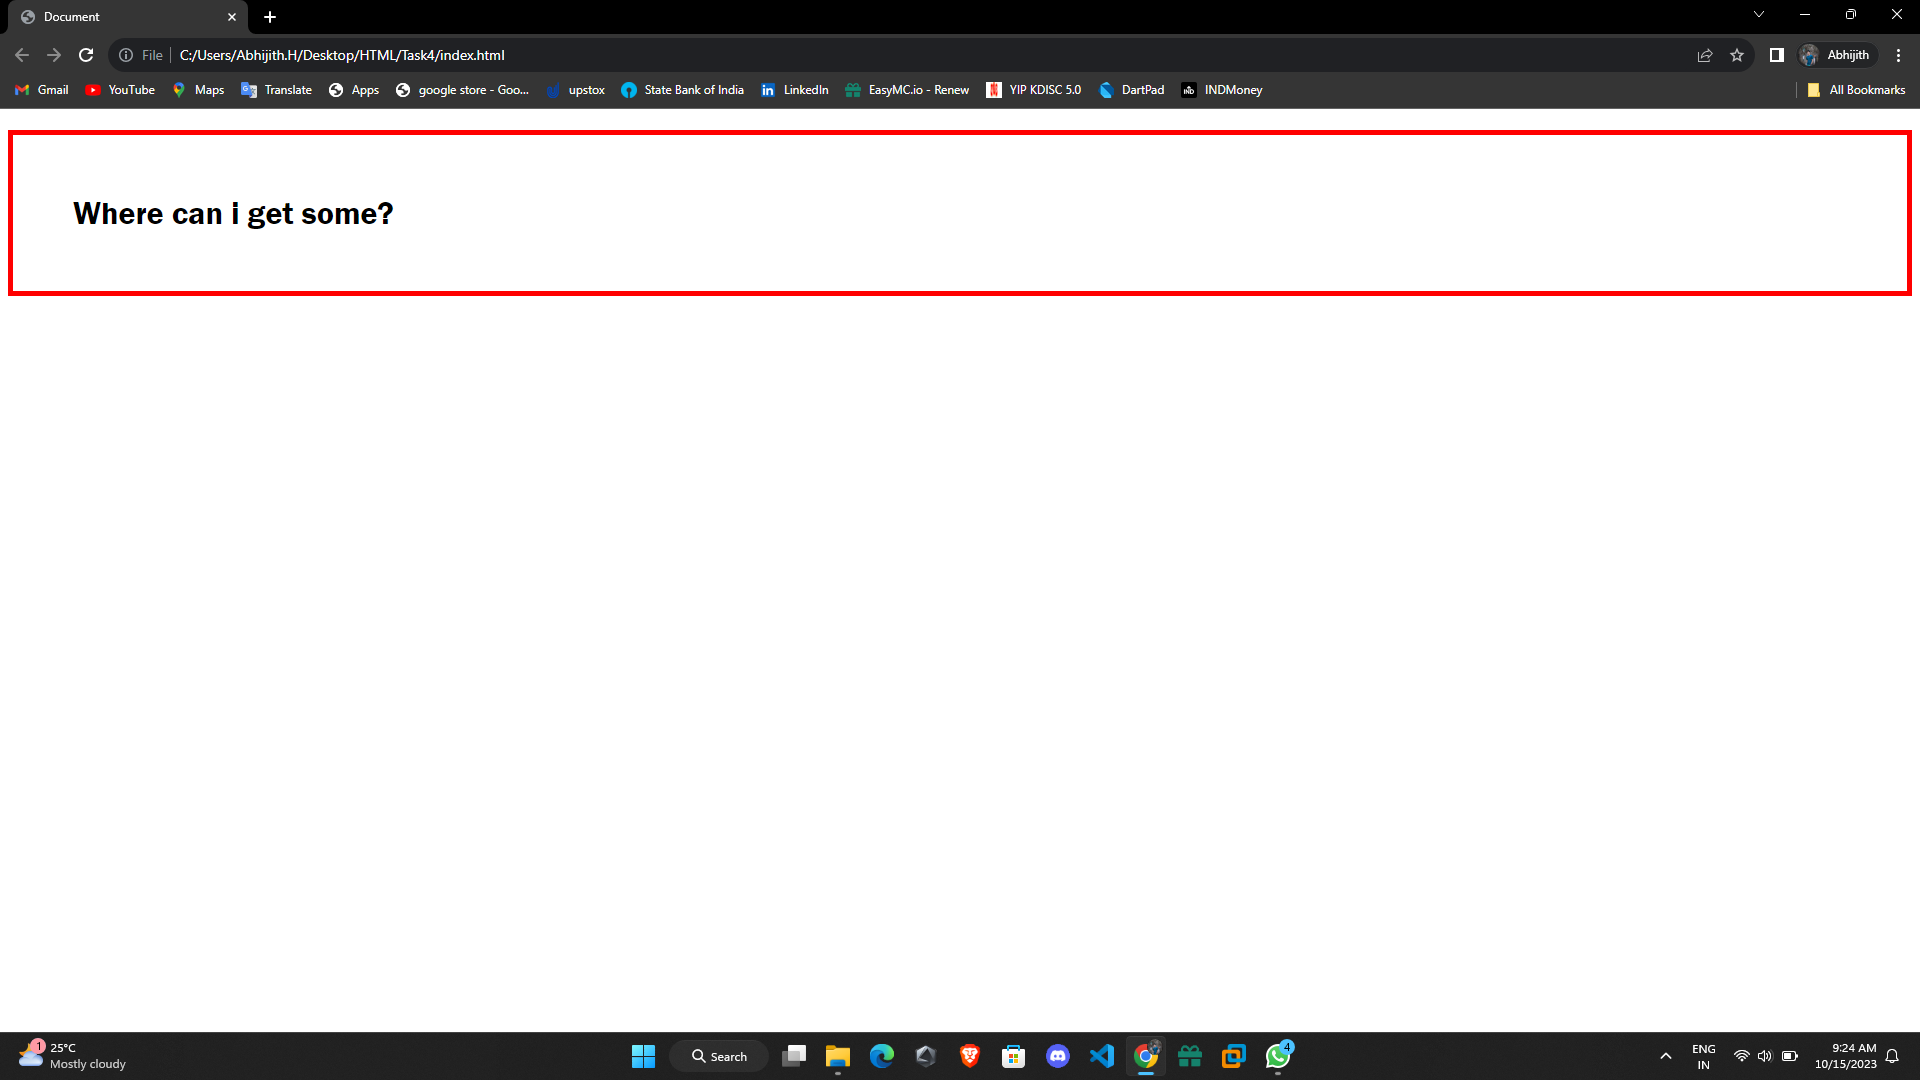 Document
File
C:/Users/Abhijith.H/Desktop/HTML/Task4/index.html
Abhijith
Gmail
YouTube
Maps
Translate
Apps
google store - Goo...
upstox
State Bank of India
LinkedIn
EasyMC.io - Renew
YIP KDISC 5.0
DartPad
INDMoney
All Bookmarks
Where can i get some?
1
25°C
Mostly cloudy
Search
4
ENG
IN
9:24 AM
10/15/2023